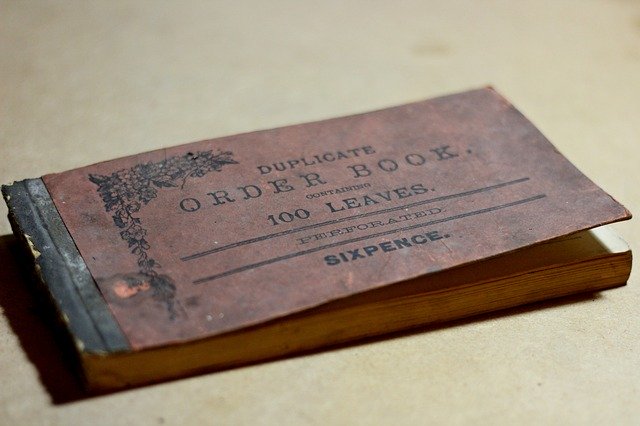 DUPLICATE
ORDER BOOK.
CONTAINING
100 LEAVES.
PERFORATED.
SIXPENCE.